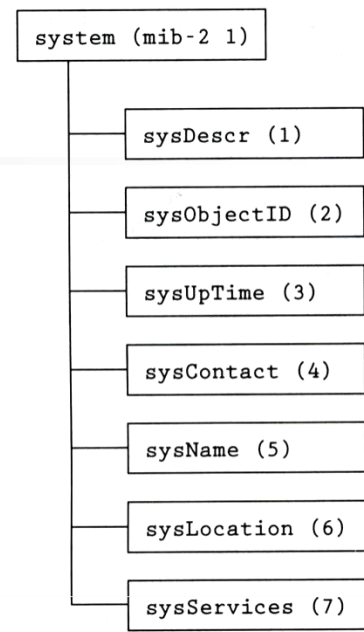 system (mib-2 1)
sysDescr (1)
sysObjectID (2)
sysUpTime (3)
sysContact (4)
sysName (5)
sysLocation (6)
sysServices (7)